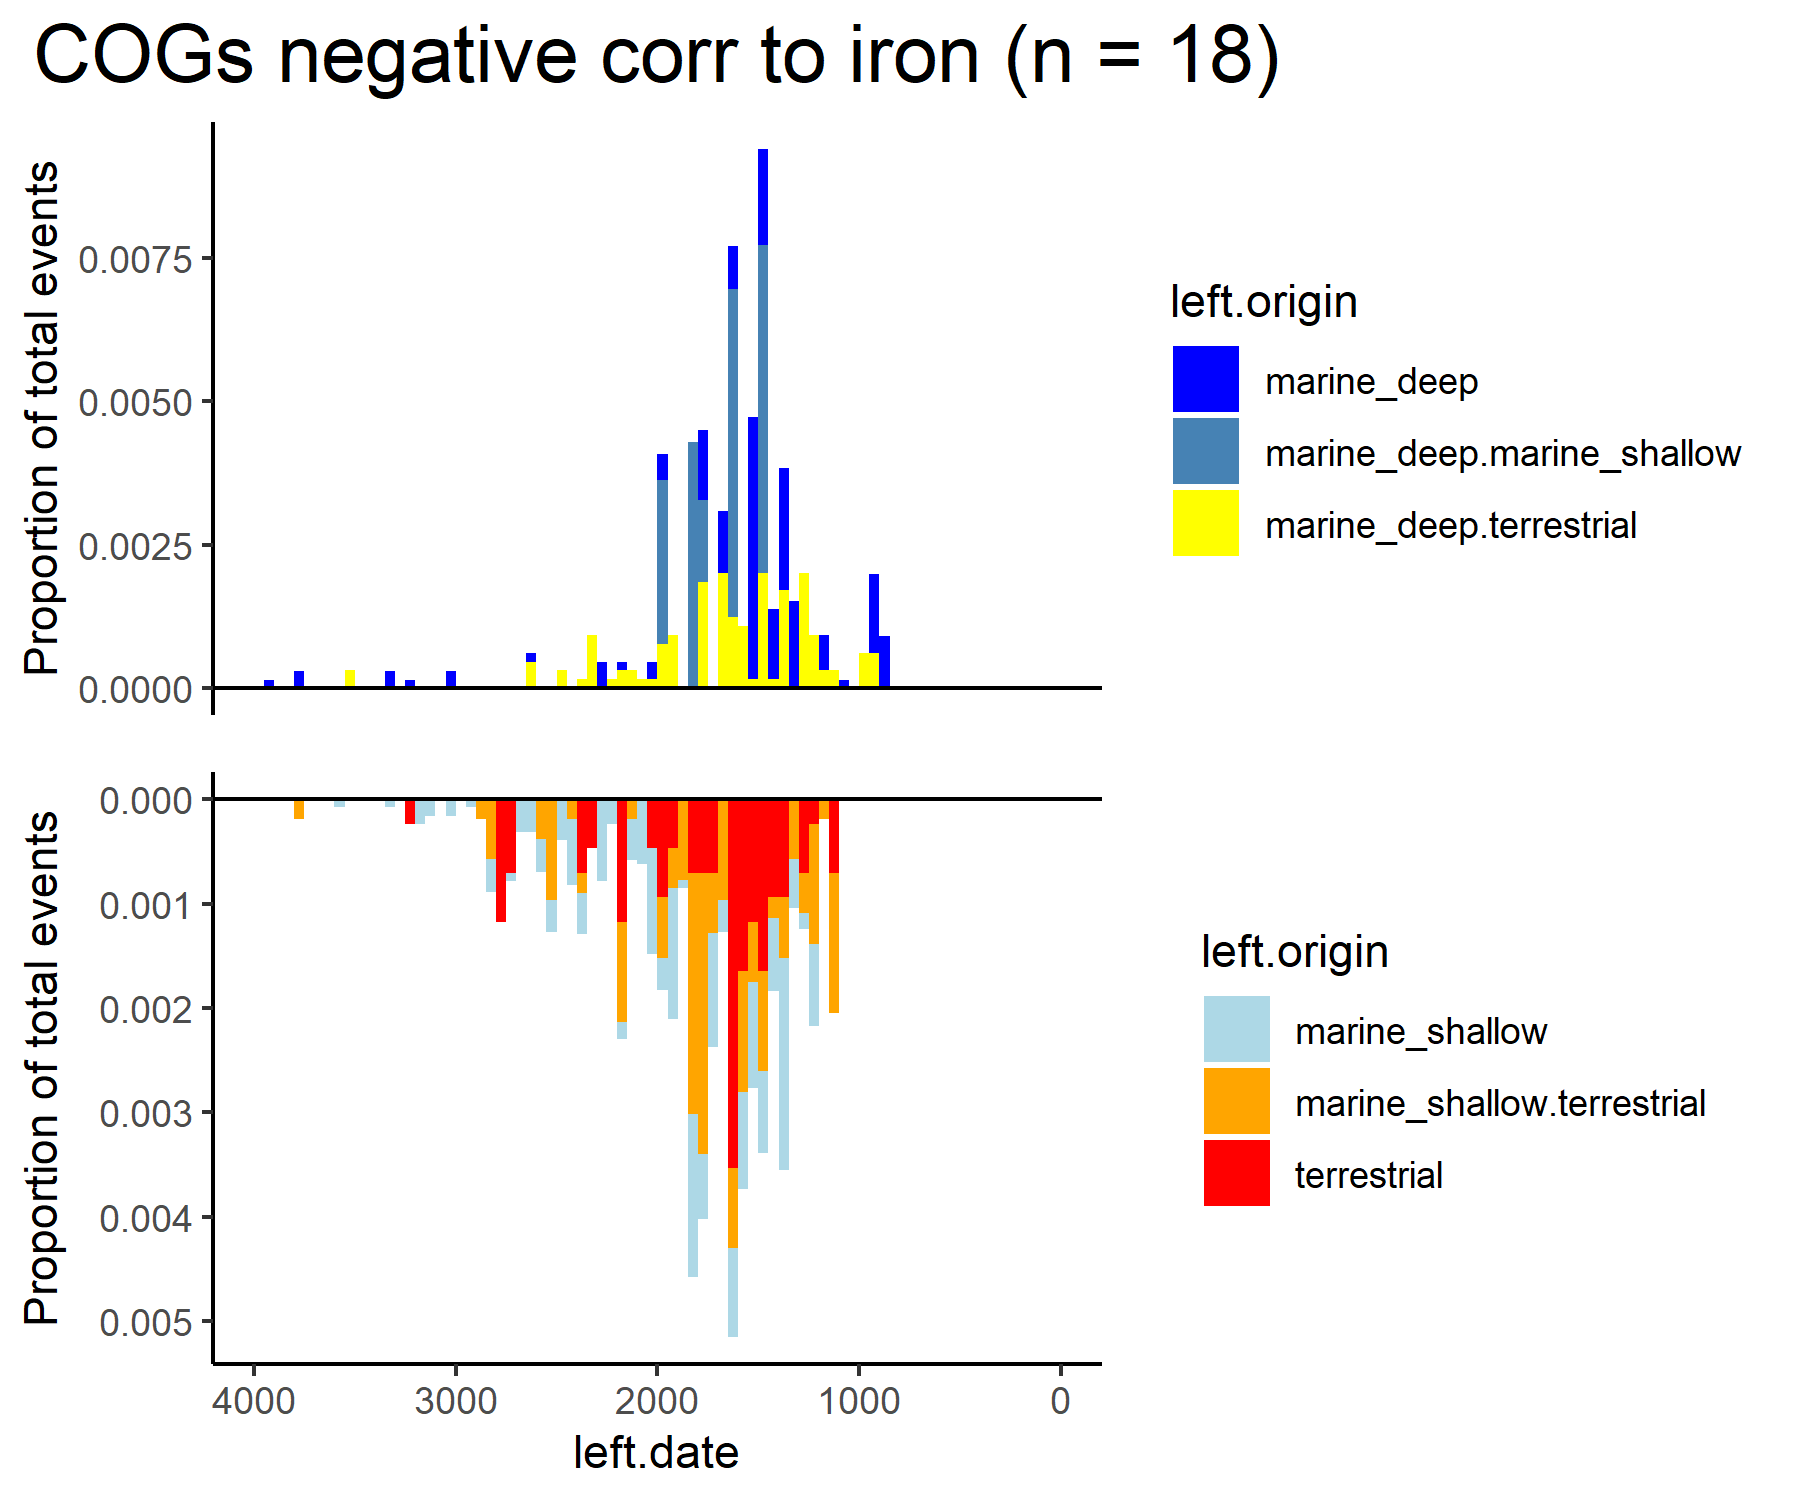 COGs negative corr to iron (n = 18)
Proportion of total events
0.0075
0.0050
0.0025
0.0000
left.origin
marine_deep
marine_deep.marine_shallow
marine_deep.terrestrial
Proportion of total events
0.000
0.001
0.002
0.003
0.004
0.005
left.origin
marine_shallow
marine_shallow.terrestrial
terrestrial
4000 3000 2000 1000 0
left.date